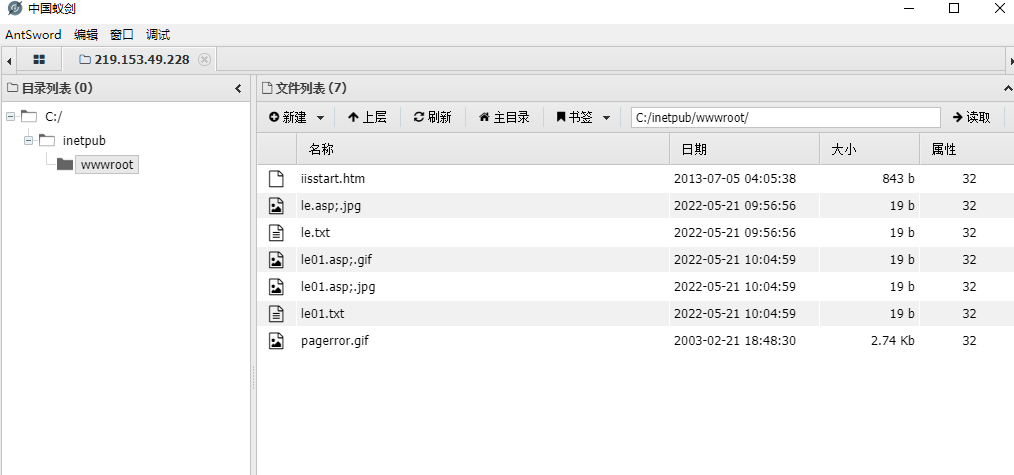 中国蚁剑
AntSword 编辑 窗口 调试
219.153.49.228
目录列表 (0)
文件列表 (7)
C:/
inetpub
wwwroot
新建 上层 刷新 主目录 书签 C:/inetpub/wwwroot/ 读取
名称 日期 大小 属性
iisstart.htm 2013-07-05 04:05:38 843 b 32
le.asp;.jpg 2022-05-21 09:56:56 19 b 32
le.txt 2022-05-21 09:56:56 19 b 32
le01.asp;.gif 2022-05-21 10:04:59 19 b 32
le01.asp;.jpg 2022-05-21 10:04:59 19 b 32
le01.txt 2022-05-21 10:04:59 19 b 32
pagerror.gif 2003-02-21 18:48:30 2.74 Kb 32